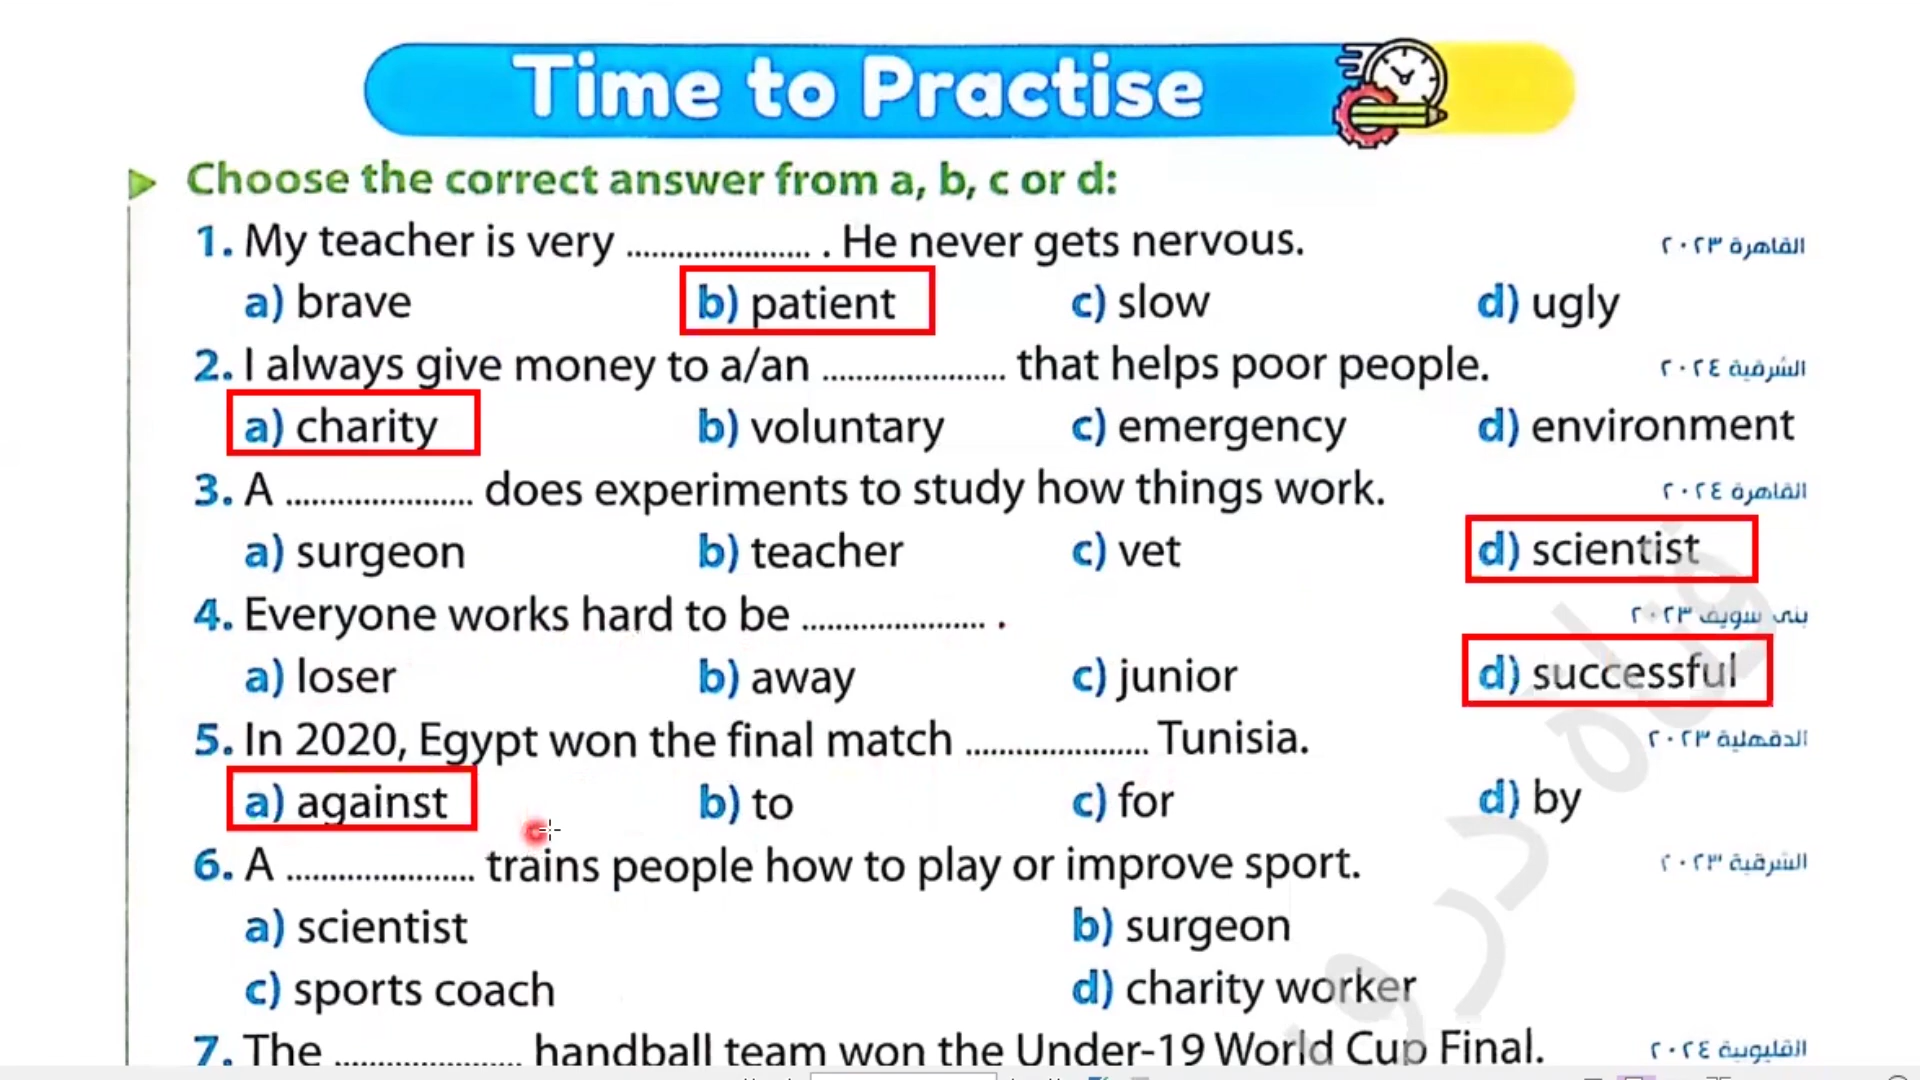 Time to Practise
Choose the correct answer from a, b, c or d:
1. My teacher is very ..................... . He never gets nervous. القاهرة ٢٠٢٣
a) brave b) patient c) slow d) ugly
2. I always give money to a/an ..................... that helps poor people. الشرقية ٢٠٢٤
a) charity b) voluntary c) emergency d) environment
3. A ..................... does experiments to study how things work. القاهرة ٢٠٢٤
a) surgeon b) teacher c) vet d) scientist
4. Everyone works hard to be ..................... . بنى سويف ٢٠٢٣
a) loser b) away c) junior d) successful
5. In 2020, Egypt won the final match ..................... Tunisia. الدقهلية ٢٠٢٣
a) against b) to c) for d) by
6. A ..................... trains people how to play or improve sport. الشرقية ٢٠٢٣
a) scientist b) surgeon
c) sports coach d) charity worker
7. The ..................... handball team won the Under-19 World Cup Final. القليوبية ٢٠٢٤
قناة